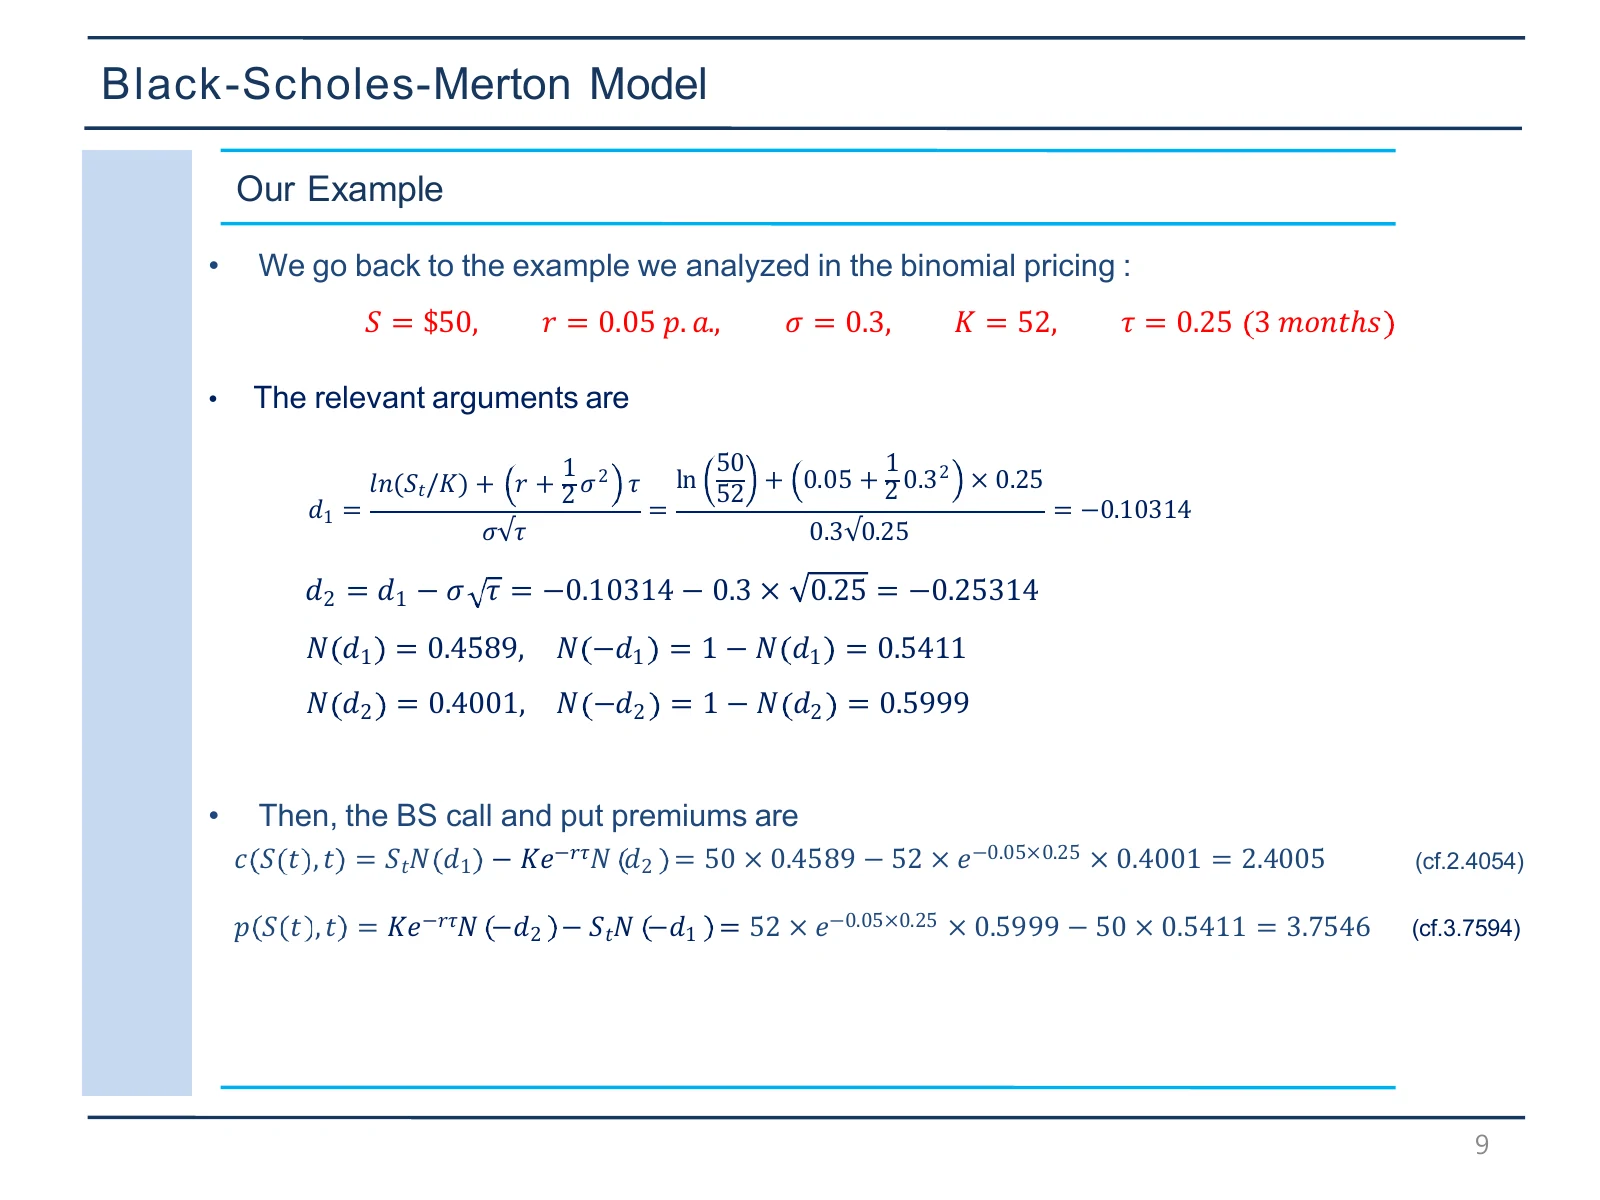 Black-Scholes-Merton Model
Our Example
• We go back to the example we analyzed in the binomial pricing :
S = $50, r = 0.05 p. a., σ = 0.3, K = 52, τ = 0.25 (3 months)
• The relevant arguments are
d₁ = (ln(Sₜ/K) + (r + 1/2 σ²) τ) / (σ√τ) = (ln (50/52) + (0.05 + 1/2 0.3²) × 0.25) / (0.3√0.25) = −0.10314
d₂ = d₁ − σ√τ = −0.10314 − 0.3 × √0.25 = −0.25314
N(d₁) = 0.4589, N(−d₁) = 1 − N(d₁) = 0.5411
N(d₂) = 0.4001, N(−d₂) = 1 − N(d₂) = 0.5999
• Then, the BS call and put premiums are
c(S(t), t) = SₜN(d₁) − Ke^(−rτ)N(d₂) = 50 × 0.4589 − 52 × e^(−0.05×0.25) × 0.4001 = 2.4005 (cf.2.4054)
p(S(t), t) = Ke^(−rτ)N(−d₂) − SₜN(−d₁) = 52 × e^(−0.05×0.25) × 0.5999 − 50 × 0.5411 = 3.7546 (cf.3.7594)
9